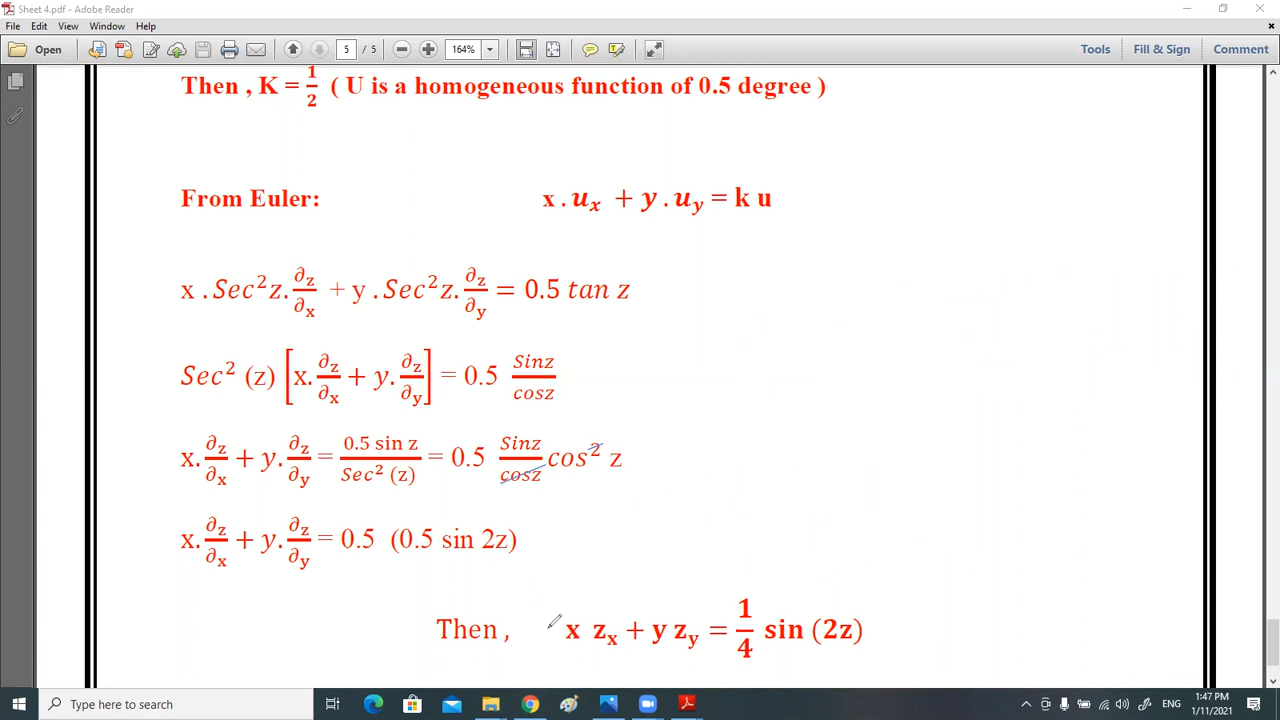 Sheet 4.pdf - Adobe Reader
File Edit View Window Help
Open 5 / 5 164% Tools Fill & Sign Comment
Then , K = 1/2 ( U is a homogeneous function of 0.5 degree )
From Euler: x . u_x + y . u_y = k u
x . Sec² z. ∂z/∂x + y . Sec² z. ∂z/∂y = 0.5 tan z
Sec² (z) [x. ∂z/∂x + y. ∂z/∂y] = 0.5 Sinz/cosz
x. ∂z/∂x + y. ∂z/∂y = 0.5 sin z/Sec² (z) = 0.5 Sinz/cosz cos² z
x. ∂z/∂x + y. ∂z/∂y = 0.5 (0.5 sin 2z)
Then , x z_x + y z_y = 1/4 sin (2z)
Type here to search ENG 1:47 PM
1/11/2021